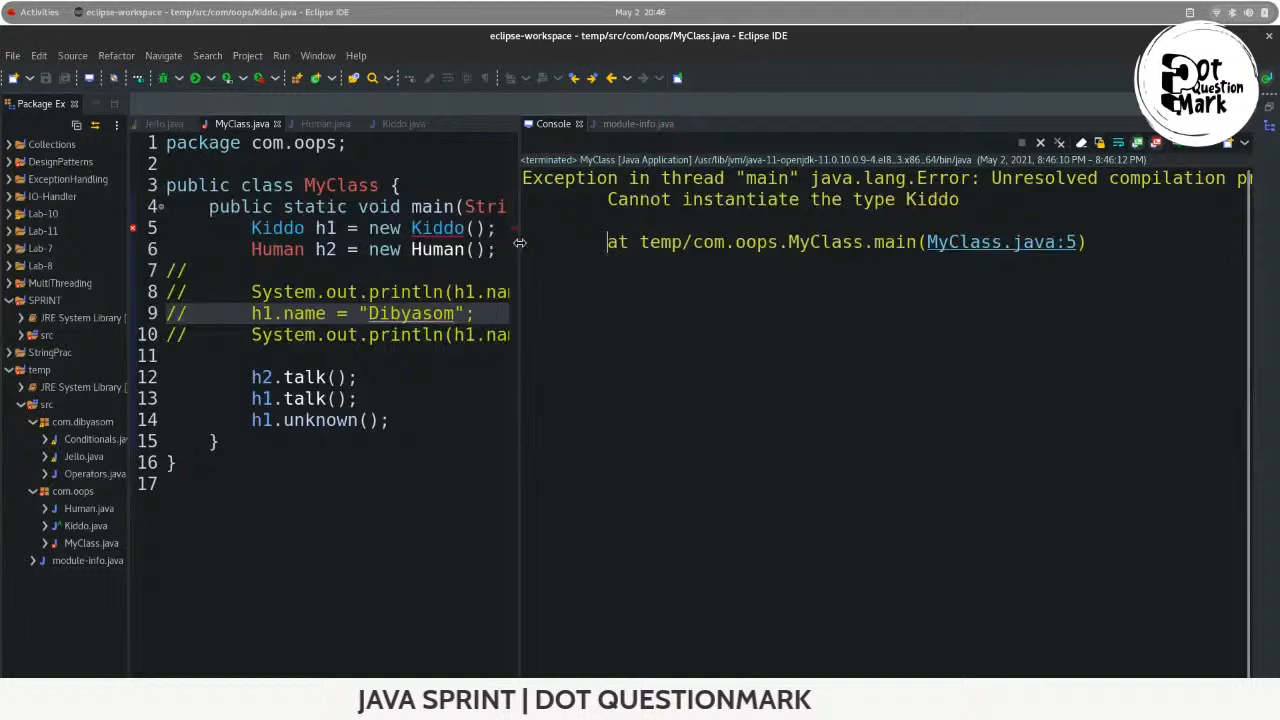 Activities eclipse-workspace - temp/src/com/oops/Kiddo.java - Eclipse IDE May 2 20:46
eclipse-workspace - temp/src/com/oops/MyClass.java - Eclipse IDE
File Edit Source Refactor Navigate Search Project Run Window Help
Dot Question Mark
Package Ex
Jello.java MyClass.java Human.java Kiddo.java
Console module-info.java
<terminated> MyClass [Java Application] /usr/lib/jvm/java-11-openjdk-11.0.10.0.9-4.el8_3.x86_64/bin/java (May 2, 2021, 8:46:10 PM – 8:46:12 PM)
Collections
DesignPatterns
ExceptionHandling
IO-Handler
Lab-10
Lab-11
Lab-7
Lab-8
MultiThreading
SPRINT
JRE System Library [
src
StringPrac
temp
JRE System Library [
src
com.dibyasom
Conditionals.ja
Jello.java
Operators.java
com.oops
Human.java
Kiddo.java
MyClass.java
module-info.java
1 package com.oops;
2
3 public class MyClass {
4 public static void main(Stri
5 Kiddo h1 = new Kiddo();
6 Human h2 = new Human();
7 //
8 // System.out.println(h1.na
9 // h1.name = "Dibyasom";
10 // System.out.println(h1.na
11
12 h2.talk();
13 h1.talk();
14 h1.unknown();
15 }
16 }
17
Exception in thread "main" java.lang.Error: Unresolved compilation pr
Cannot instantiate the type Kiddo
at temp/com.oops.MyClass.main(MyClass.java:5)
JAVA SPRINT | DOT QUESTIONMARK